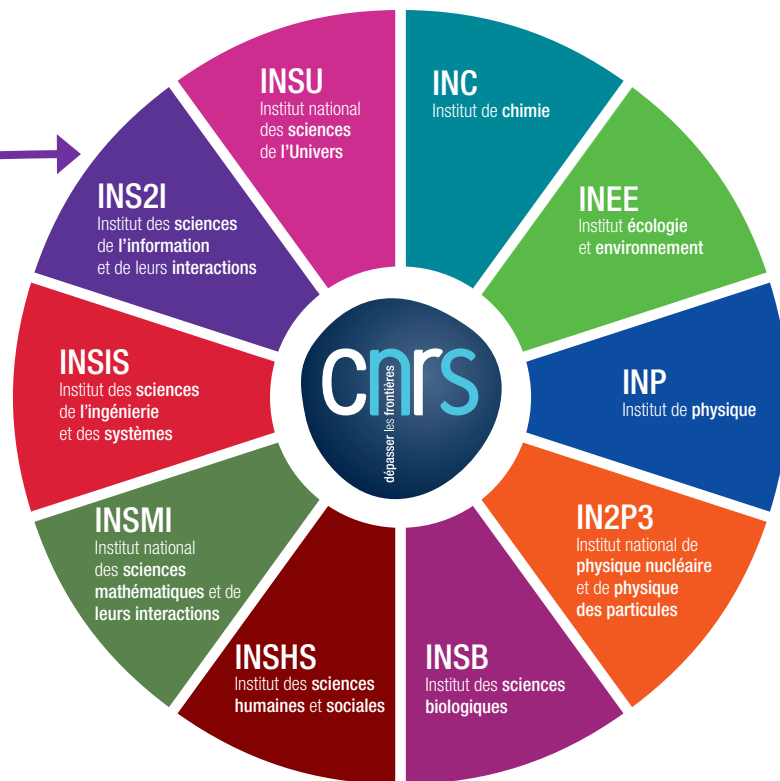 INSU
Institut national
des sciences
de l'Univers
INC
Institut de chimie
INS2I
Institut des sciences
de l'information
et de leurs interactions
INEE
Institut écologie
et environnement
INSIS
Institut des sciences
de l'ingénierie
et des systèmes
cnrs
dépasser les frontières
INP
Institut de physique
INSMI
Institut national
des sciences
mathématiques et de
leurs interactions
IN2P3
Institut national de
physique nucléaire
et de physique
des particules
INSHS
Institut des sciences
humaines et sociales
INSB
Institut des sciences
biologiques